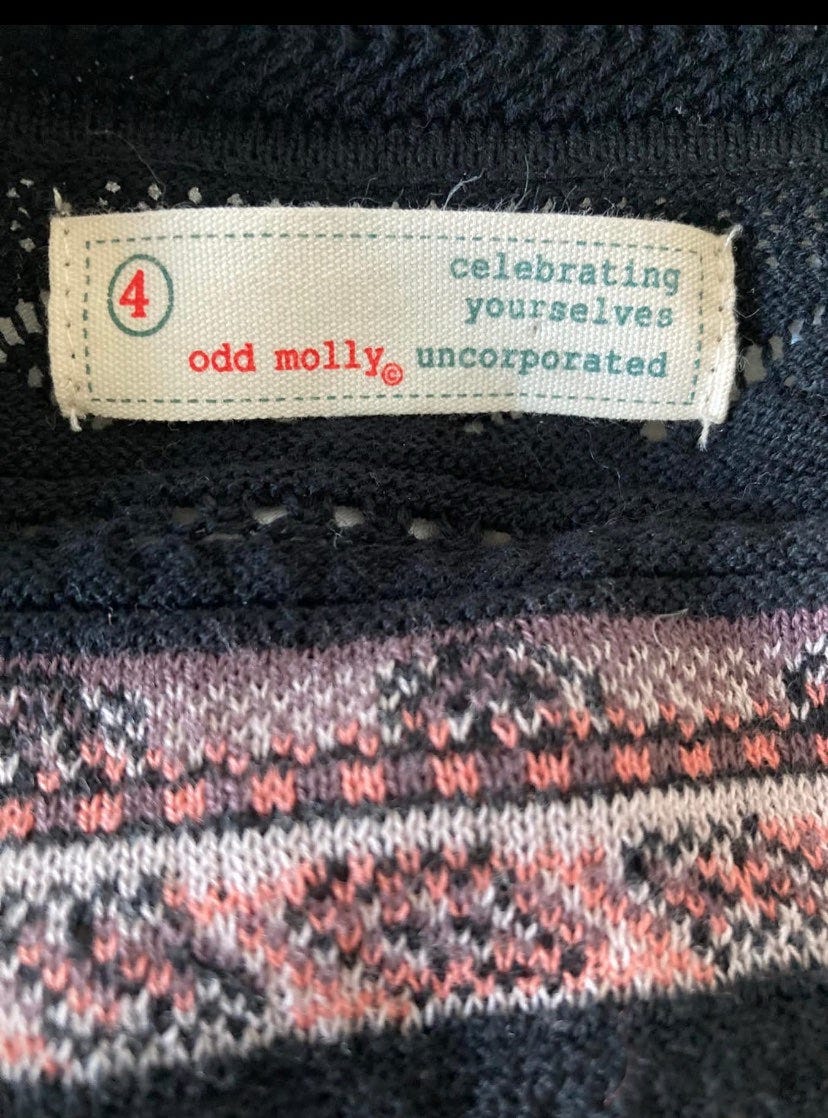 4
celebrating
yourselves
odd molly© uncorporated